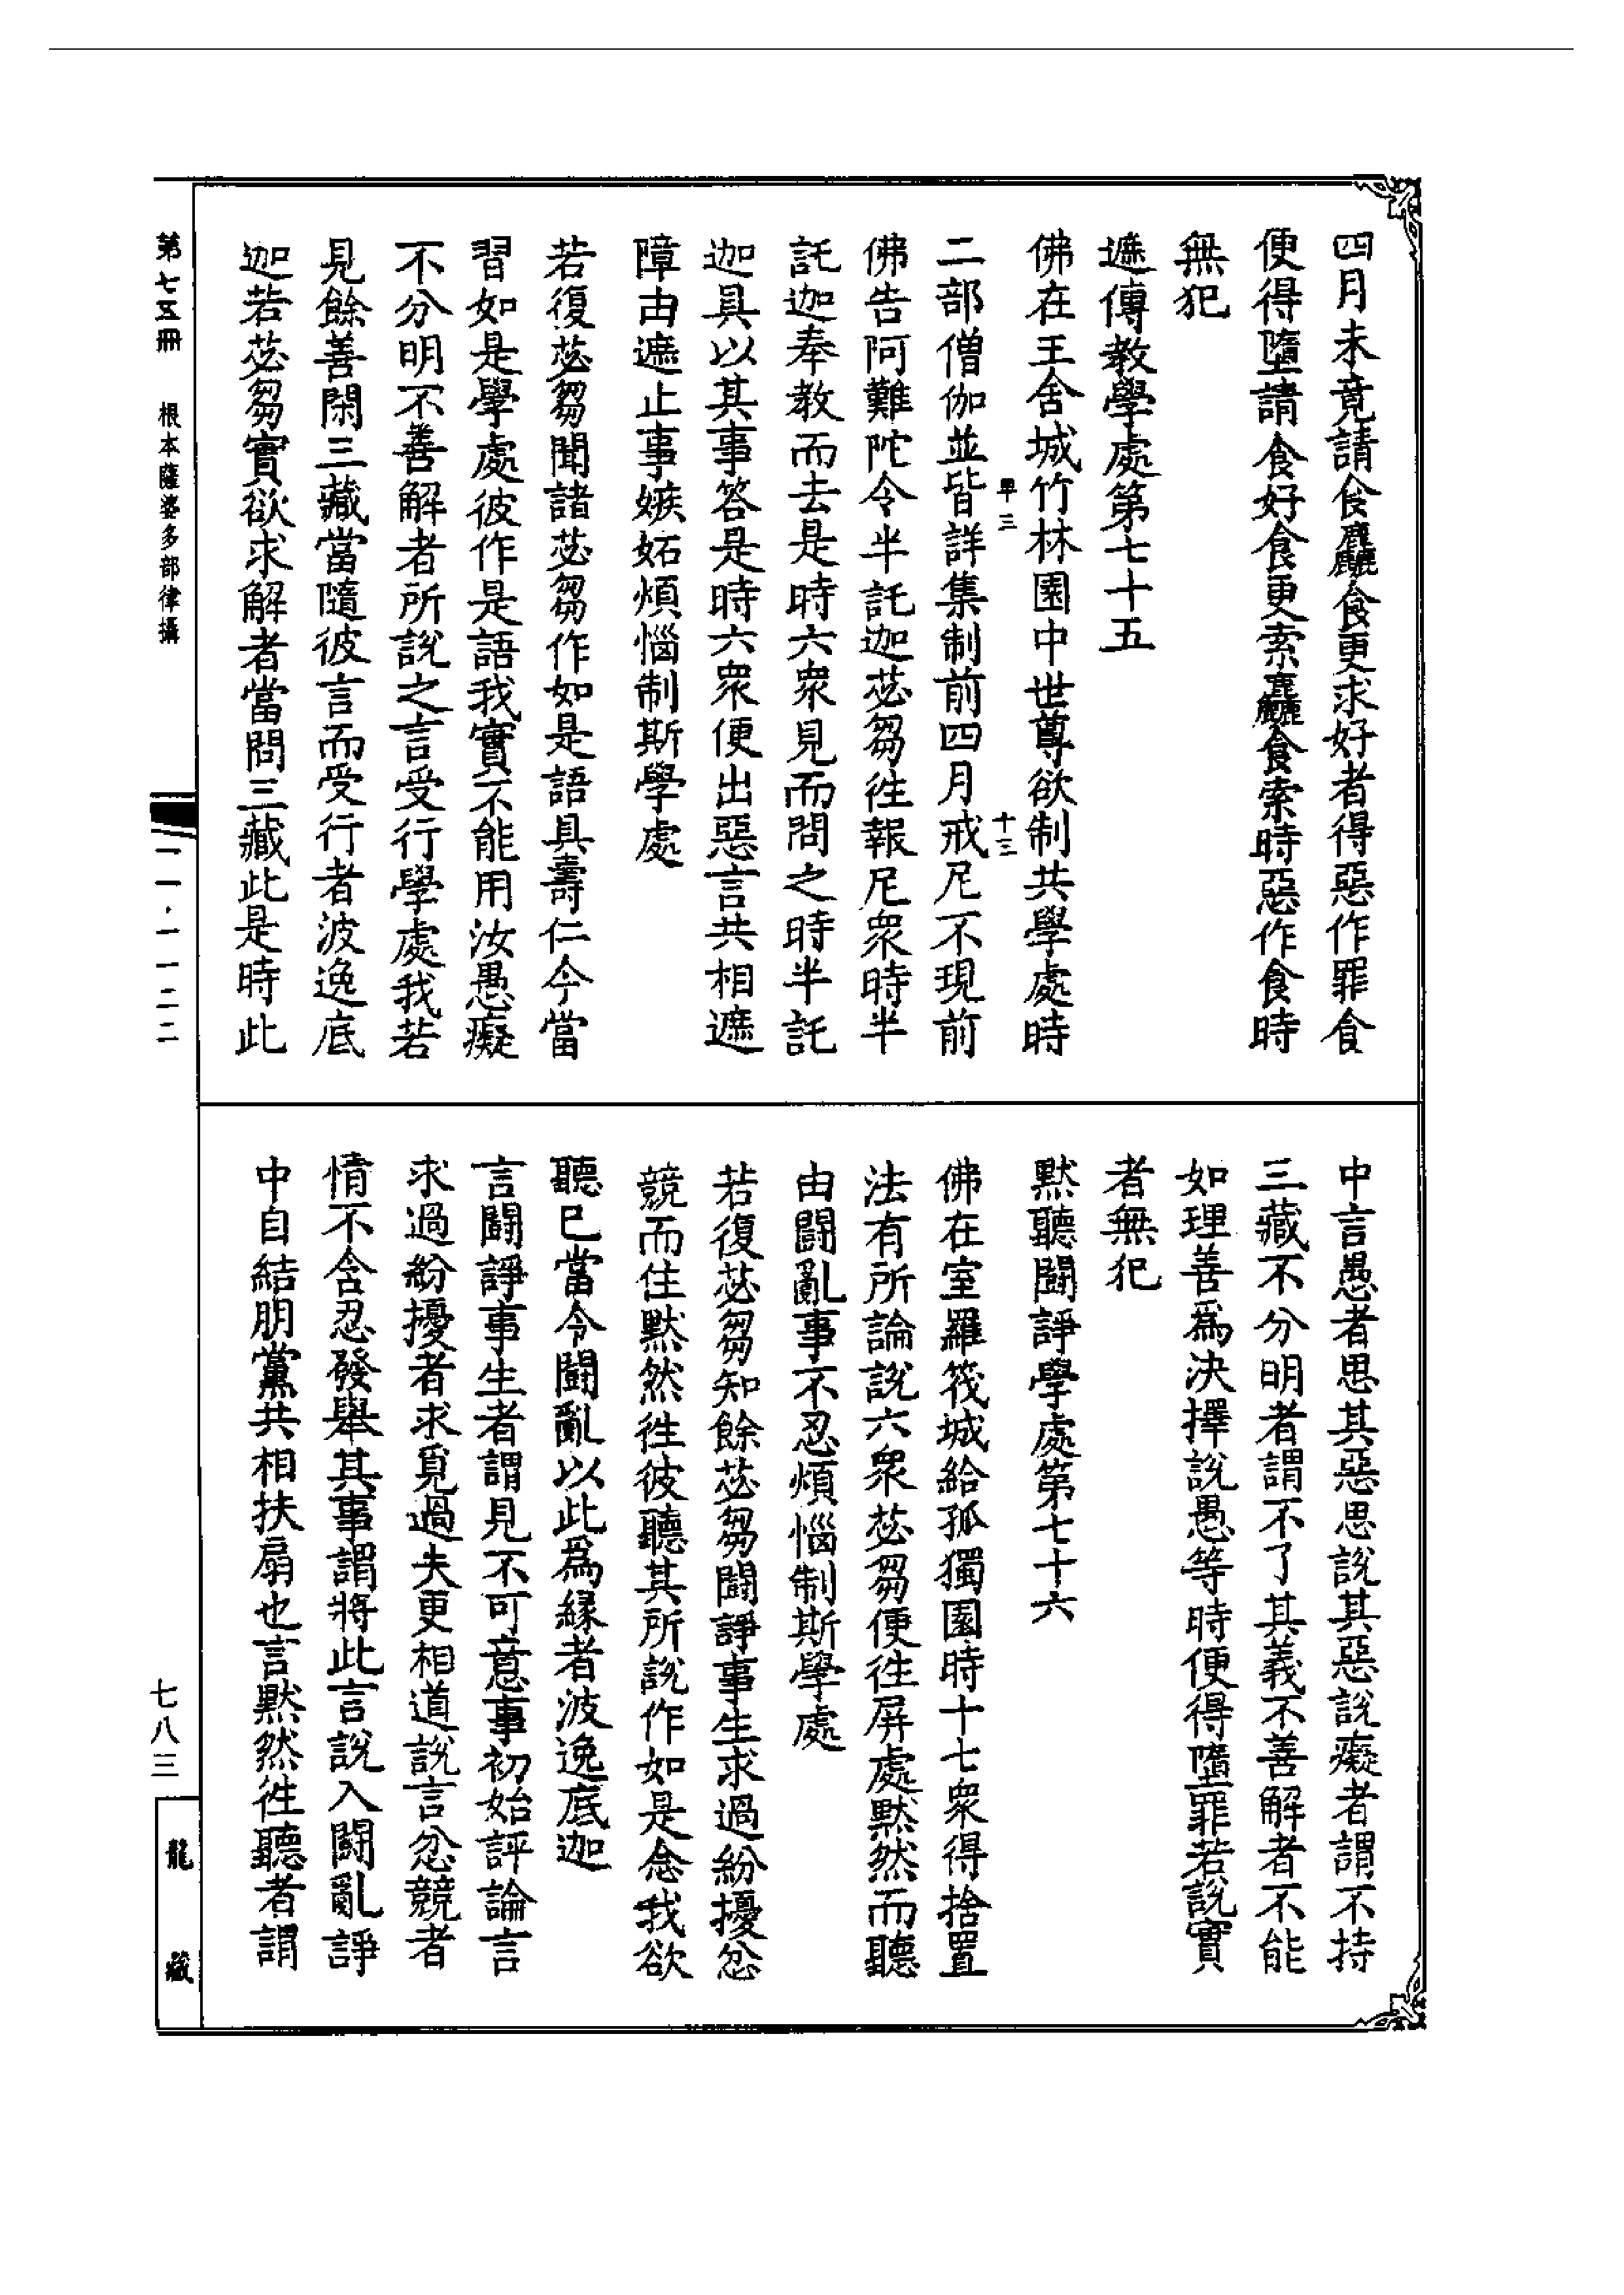 四月未竟請食麤食更求好者得惡作罪食
便得墮請食好食更索麤食索時惡作食時
無犯
遮傳教學處第七十五
佛在王舍城竹林園中世尊欲制共學處時
二部僧伽並皆詳集制前四月戒尼不現前
佛告阿難陀令半託迦苾芻徃報尼眾時半
託迦奉教而去是時六眾見而問之時半託
迦具以其事答是時六眾便出惡言共相遮
障由遮止事嫉妬煩惱制斯學處
若復苾芻聞諸苾芻作如是語具壽仁今當
習如是學處彼作是語我實不能用汝愚癡
不分明不善解者所說之言受行學處我若
見餘善閑三藏當隨彼言而受行者波逸底
迦若苾芻實欲求解者當問三藏此是時此
中言愚者思其惡思說其惡說癡者謂不持
三藏不分明者謂不了其義不善解者不能
如理善爲決擇說愚等時便得墮罪若說實
者無犯
默聽鬪諍學處第七十六
佛在室羅筏城給孤獨園時十七眾得捨置
法有所論說六眾苾芻便徃屏處默然而聽
由鬪亂事不忍煩惱制斯學處
若復苾芻知餘苾芻鬪諍事生求過紛擾忿
競而住默然徃彼聽其所說作如是念我欲
聽已當令鬪亂以此爲緣者波逸底迦
言鬪諍事生者謂見不可意事初始評論言
求過紛擾者求覓過失更相道說言忿競者
情不含忍發舉其事謂將此言說入鬪亂諍
中自結朋黨共相扶扇也言默然徃聽者謂
卑三
十三
第七五冊
根本薩婆多部律攝
一一·一一二二
七八三
龍藏